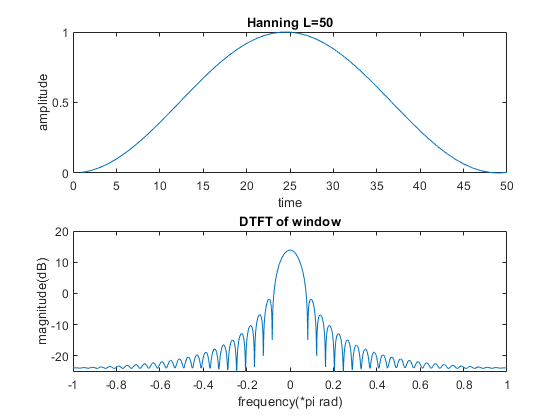 Hanning L=50
1
0.5
0
amplitude
0 5 10 15 20 25 30 35 40 45 50
time
DTFT of window
20
10
0
-10
-20
magnitude(dB)
-1 -0.8 -0.6 -0.4 -0.2 0 0.2 0.4 0.6 0.8 1
frequency(*pi rad)